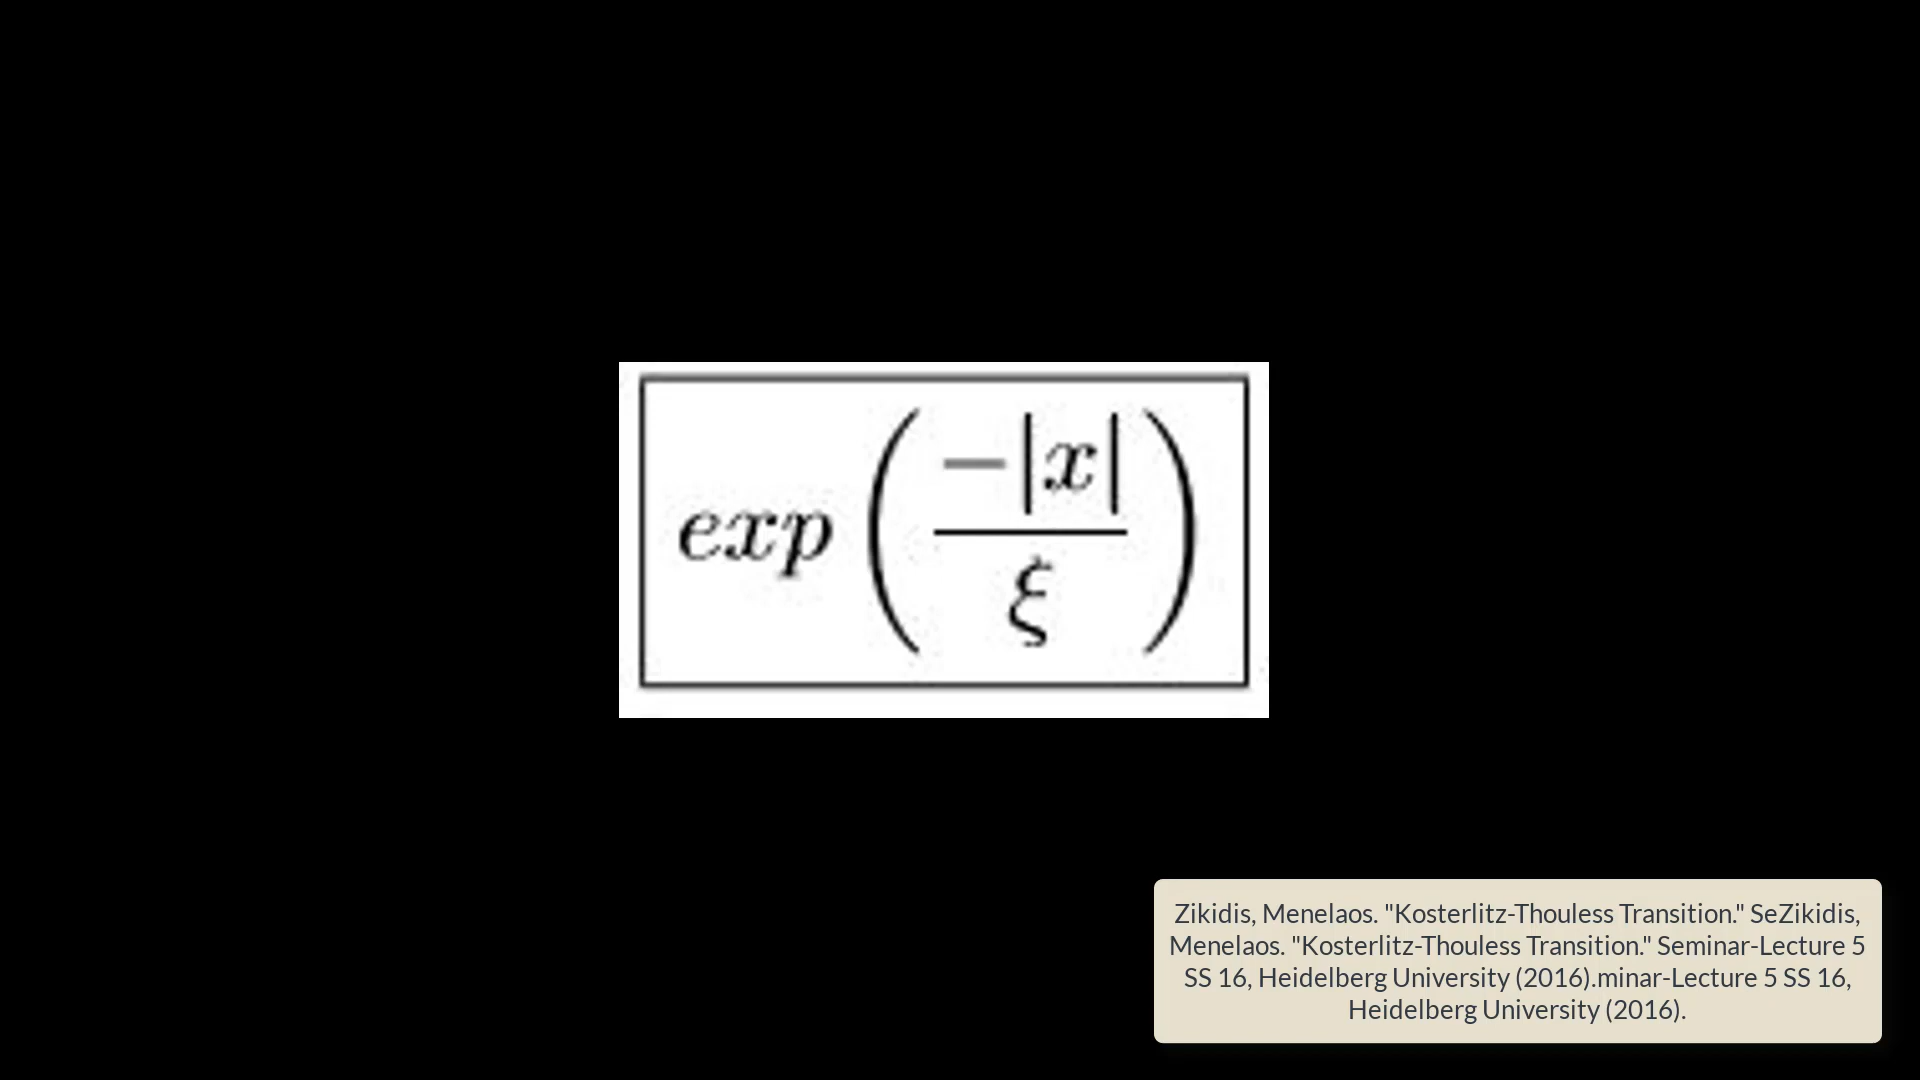 exp(-|x|/ξ)
Zikidis, Menelaos. "Kosterlitz-Thouless Transition." SeZikidis,
Menelaos. "Kosterlitz-Thouless Transition." Seminar-Lecture 5
SS 16, Heidelberg University (2016).minar-Lecture 5 SS 16,
Heidelberg University (2016).